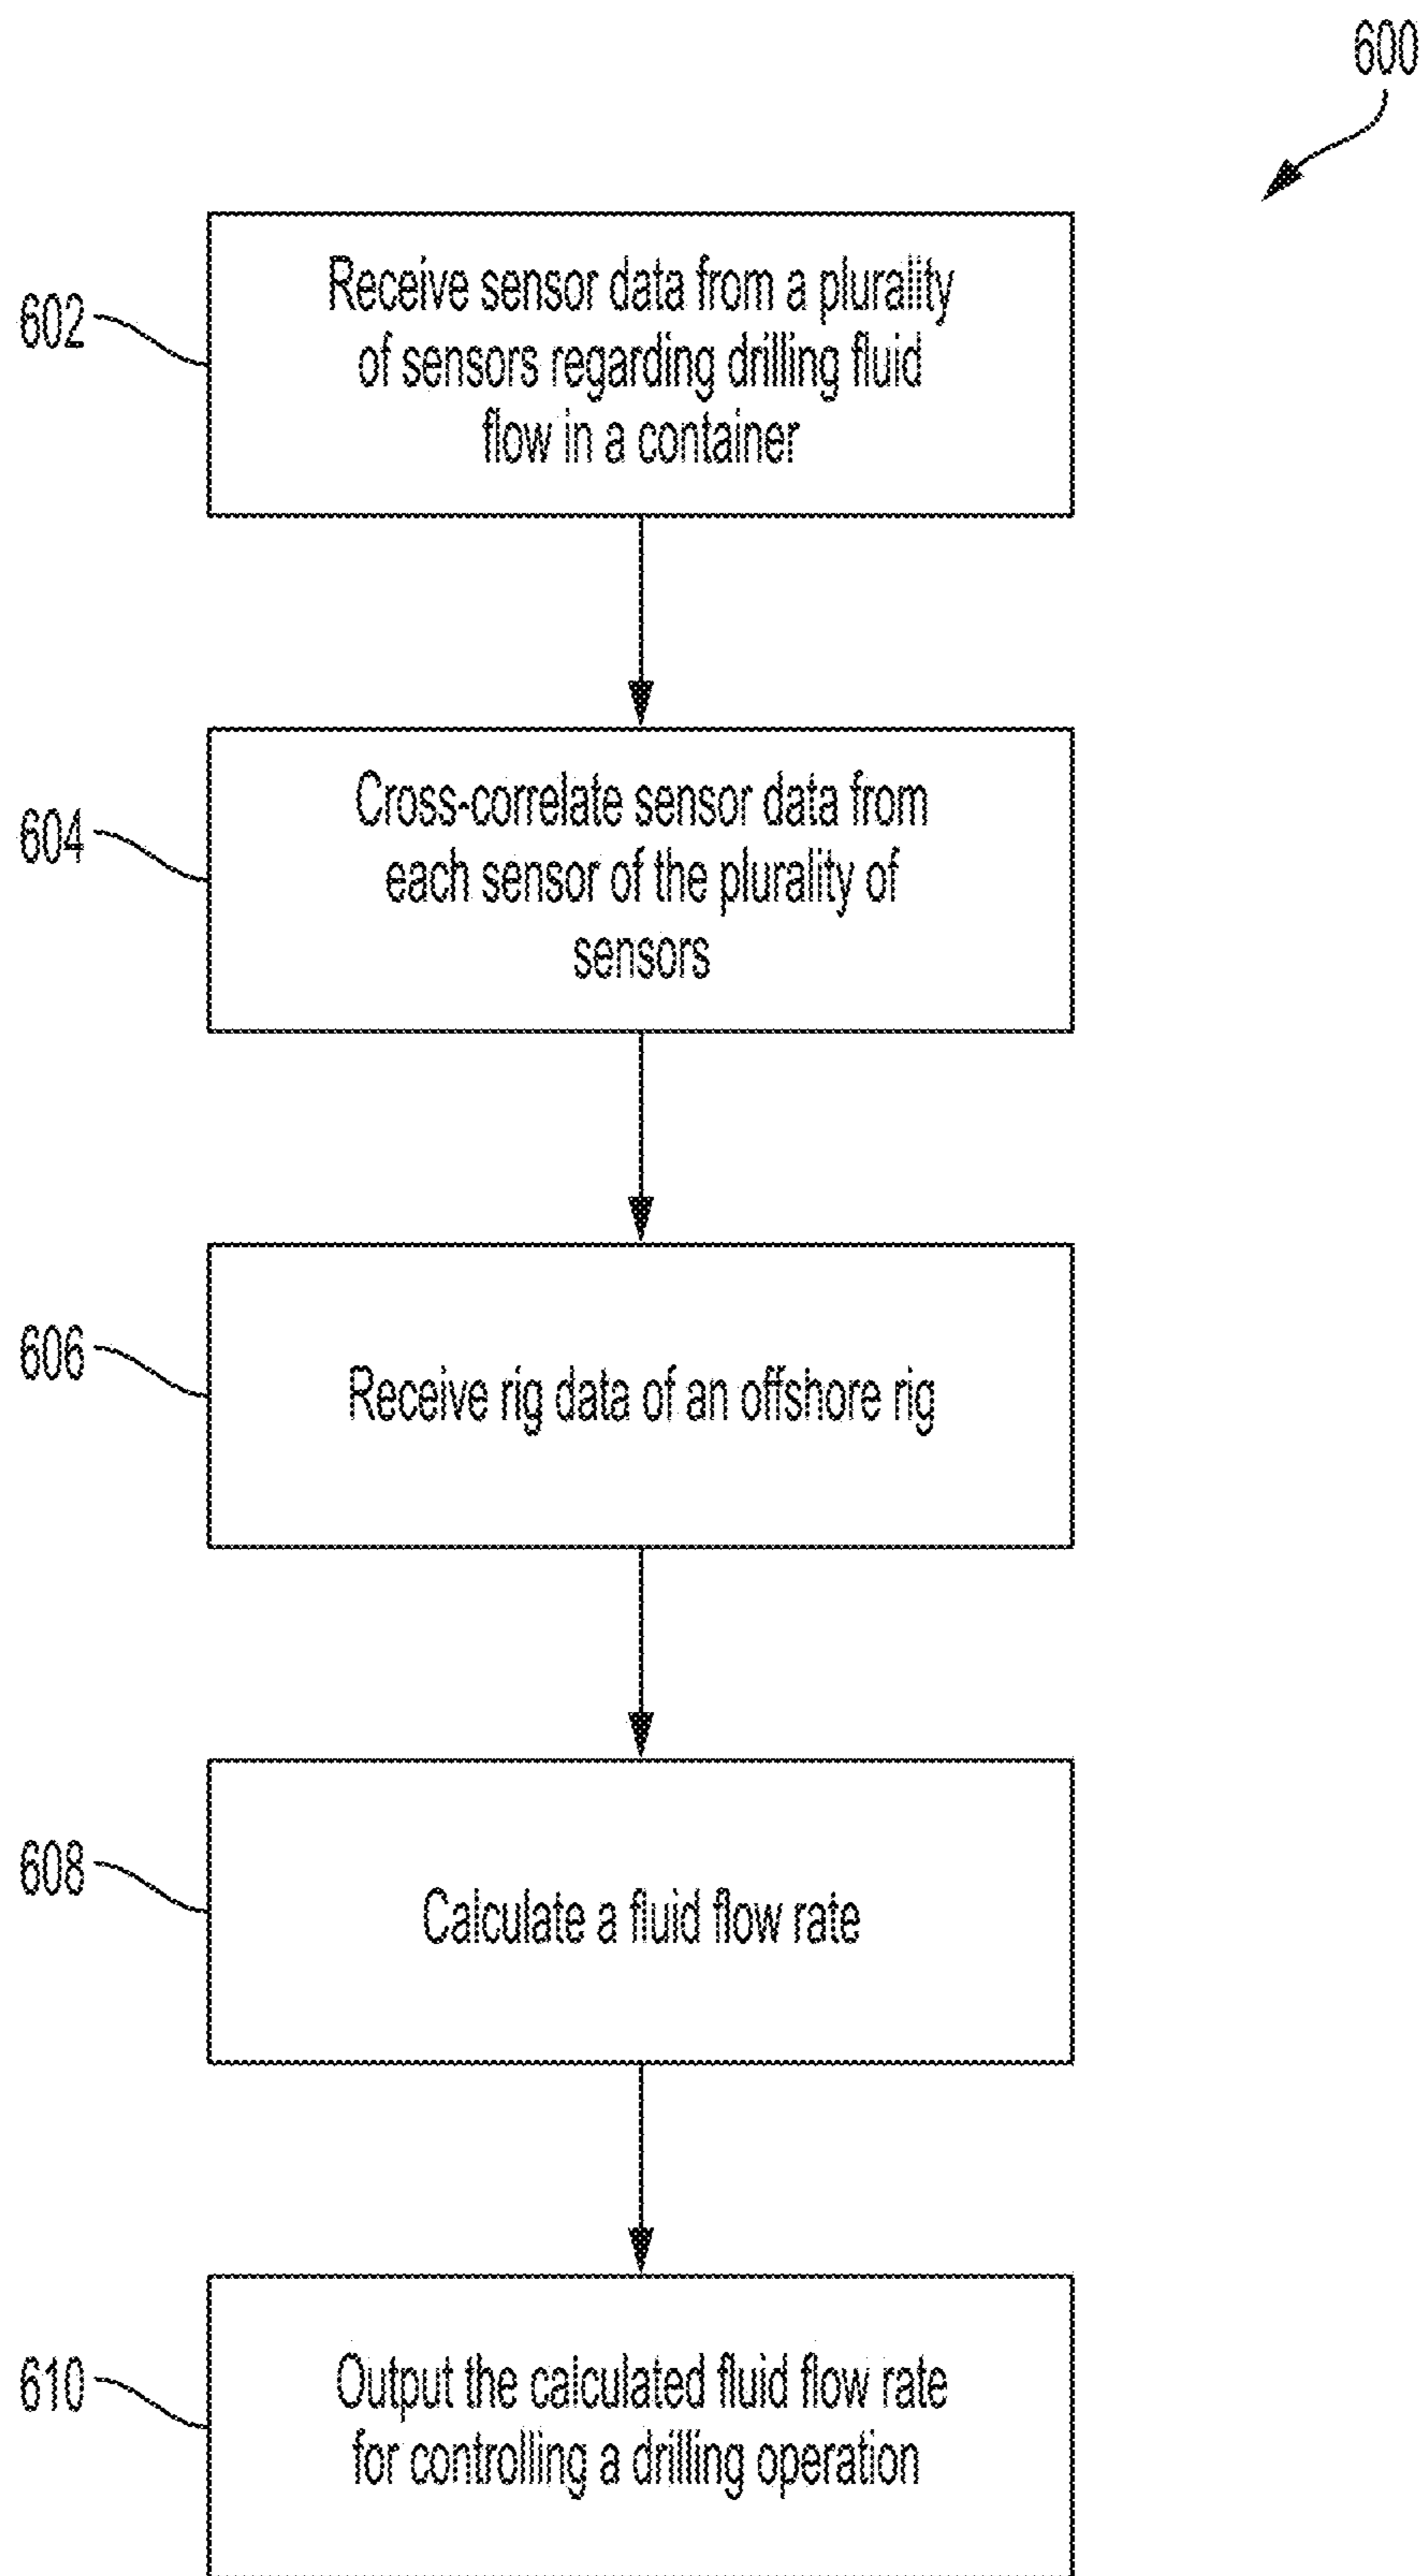 600
602
Receive sensor data from a plurality
of sensors regarding drilling fluid
flow in a container
604
Cross-correlate sensor data from
each sensor of the plurality of
sensors
606
Receive rig data of an offshore rig
608
Calculate a fluid flow rate
610
Output the calculated fluid flow rate
for controlling a drilling operation